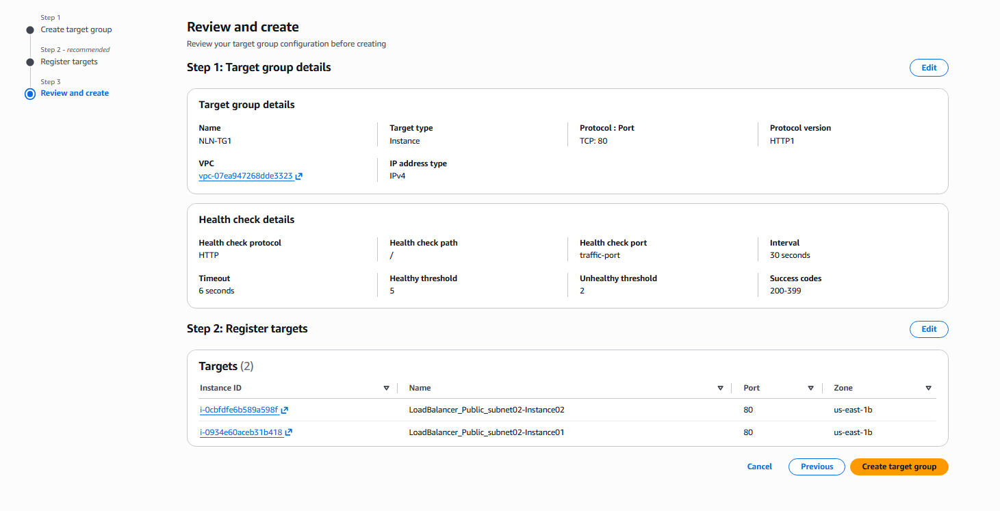 Step 1
Create target group
Step 2 - recommended
Register targets
Step 3
Review and create
Review and create
Review your target group configuration before creating
Step 1: Target group details
Edit
Target group details
Name
NLN-TG1
Target type
Instance
Protocol : Port
TCP: 80
Protocol version
HTTP1
VPC
vpc-07ea947268dde3323
IP address type
IPv4
Health check details
Health check protocol
HTTP
Health check path
/
Health check port
traffic-port
Interval
30 seconds
Timeout
6 seconds
Healthy threshold
5
Unhealthy threshold
2
Success codes
200-399
Step 2: Register targets
Edit
Targets (2)
Instance ID Name Port Zone
i-0cbfdfe6b589a598f LoadBalancer_Public_subnet02-Instance02 80 us-east-1b
i-0934e60aceb31b418 LoadBalancer_Public_subnet02-Instance01 80 us-east-1b
Cancel Previous Create target group